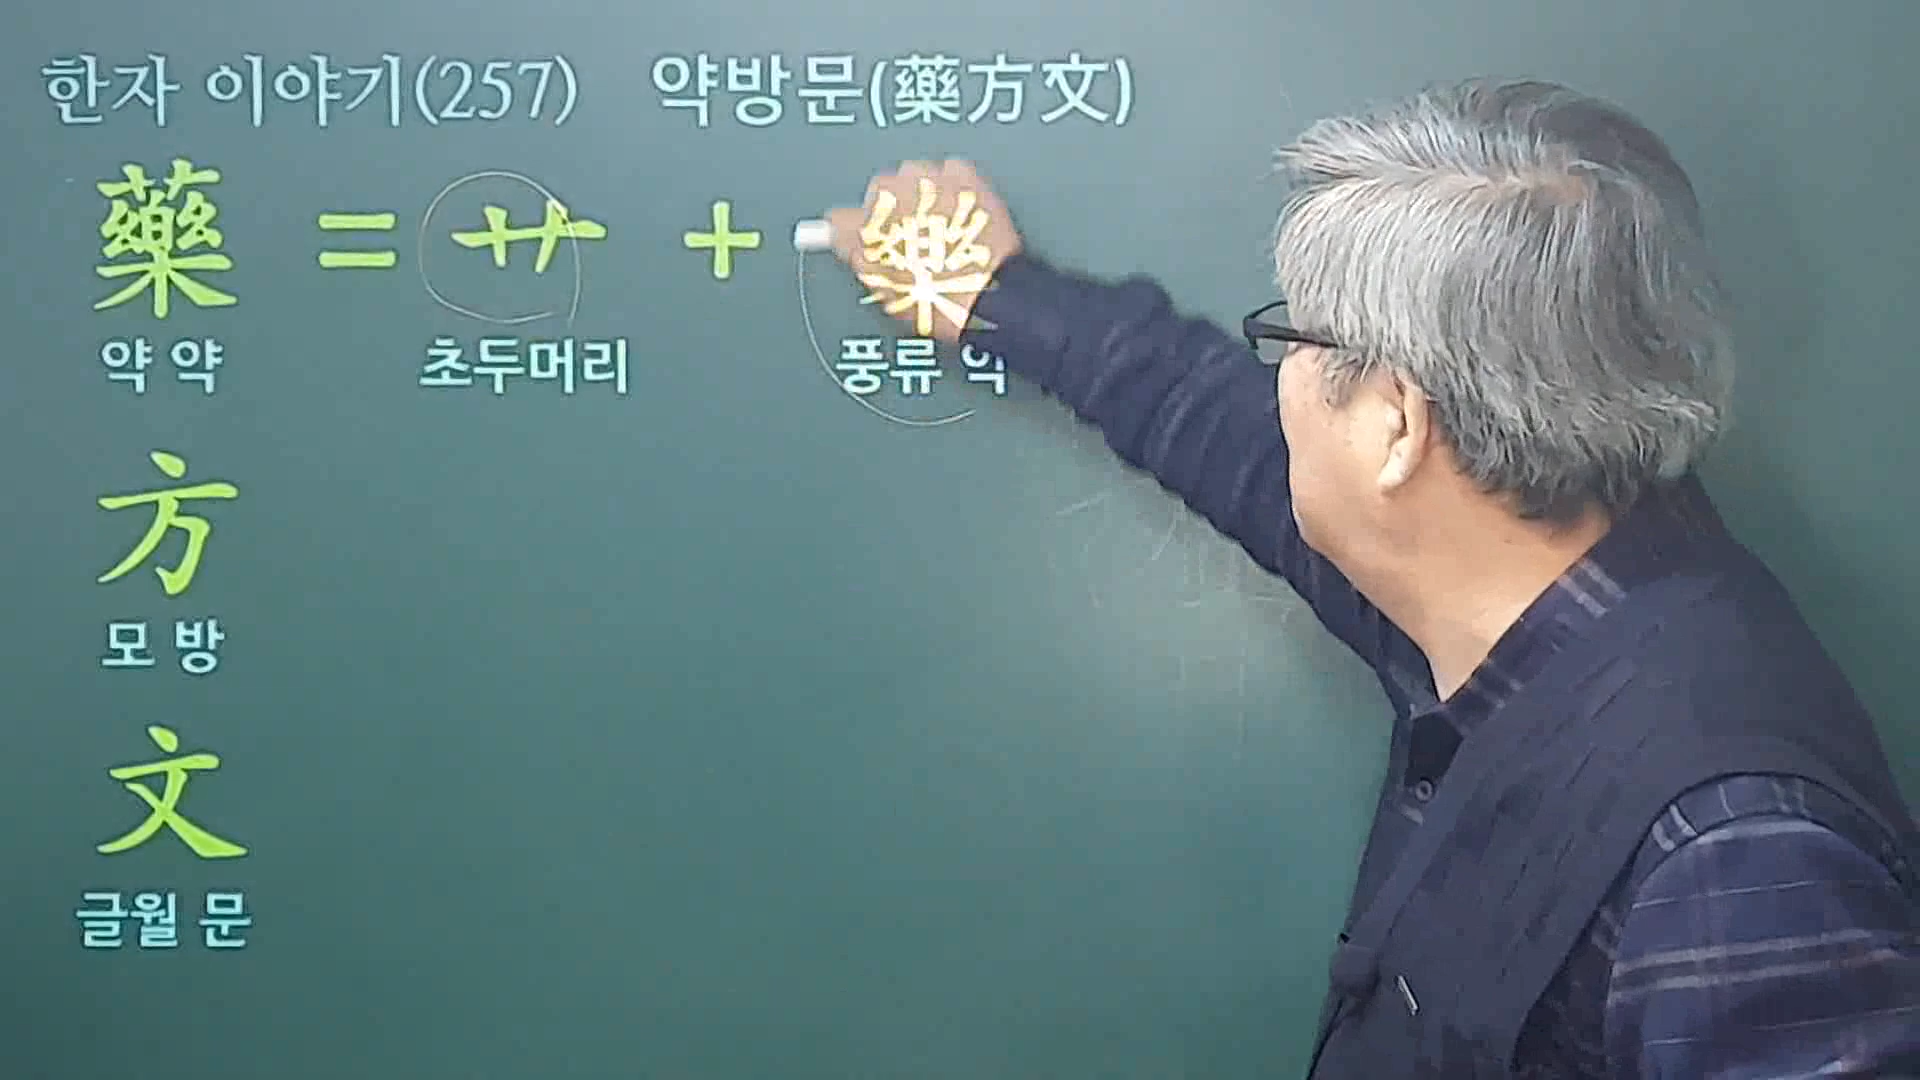 한자 이야기(257) 약방문(藥方文)
藥 = 艹 + 樂
약 약 초두머리 풍류
方
모 방
文
글월 문